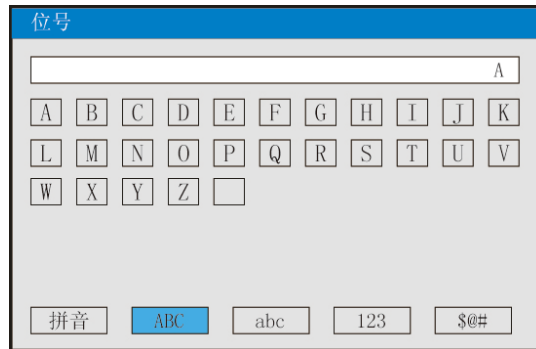 位号
A
A B C D E F G H I J K
L M N O P Q R S T U V
W X Y Z
拼音 ABC abc 123 $@#